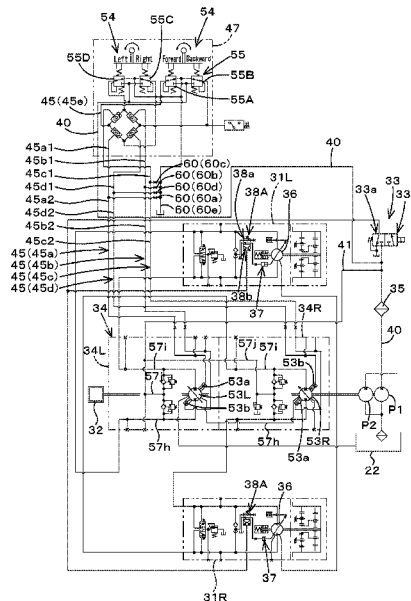 54
54
47
55C
55D
Left
Right
Forward
Backward
55
45(45e)
55B
40
55A
45a1
45b1
45c1
45d1
45a2
45d2
45b2
45c2
45(45a)
45(45b)
45(45c)
45(45d)
60(60c)
60(60b)
60(60d)
60(60a)
60(60e)
38a
38A
31L
36
40
33
33a
33
41
38b
37
35
40
34
34R
34L
57i
57j
57i
57j
53a
53L
53b
53b
53R
53a
32
57h
57h
P2
P1
22
38A
36
37
31R